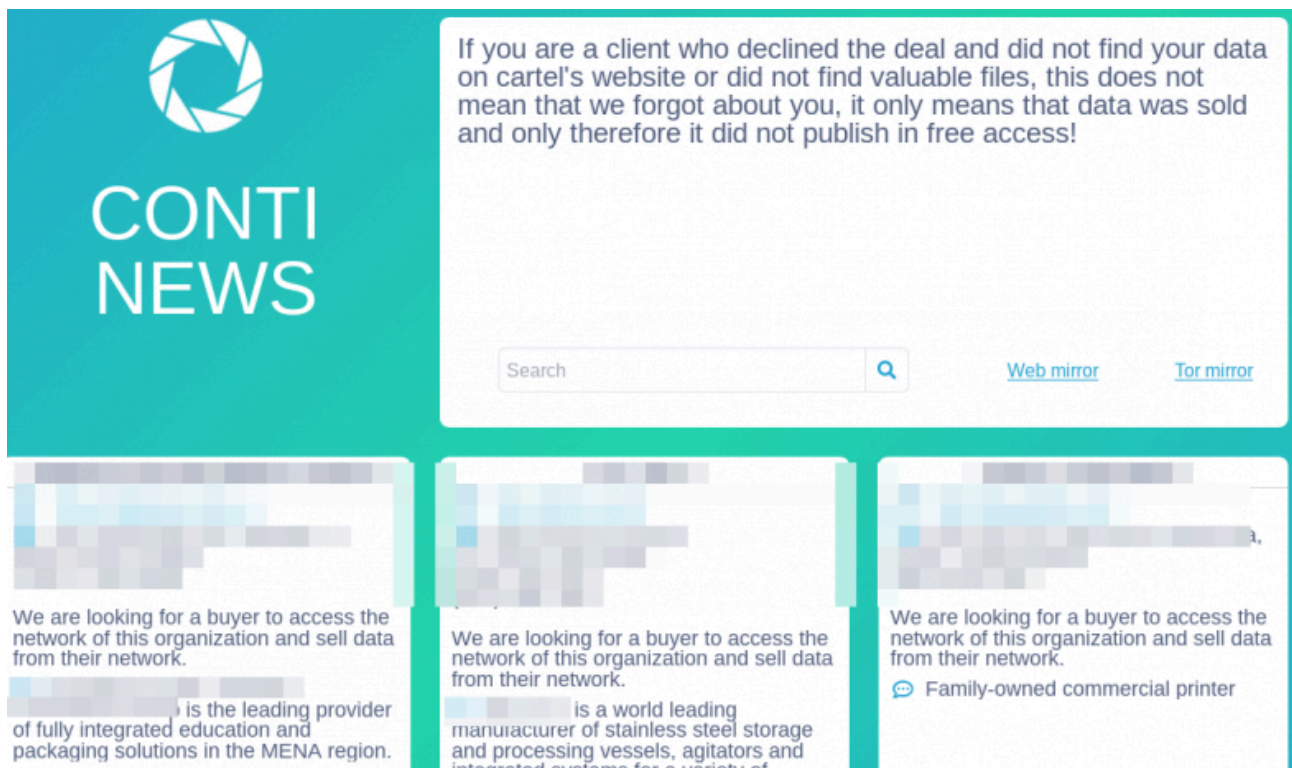 CONTI
NEWS
If you are a client who declined the deal and did not find your data
on cartel's website or did not find valuable files, this does not
mean that we forgot about you, it only means that data was sold
and only therefore it did not publish in free access!
Search
Web mirror
Tor mirror
We are looking for a buyer to access the
network of this organization and sell data
from their network.
is the leading provider
of fully integrated education and
packaging solutions in the MENA region.
We are looking for a buyer to access the
network of this organization and sell data
from their network.
is a world leading
manufacturer of stainless steel storage
and processing vessels, agitators and
integrated systems for a variety of
We are looking for a buyer to access the
network of this organization and sell data
from their network.
Family-owned commercial printer